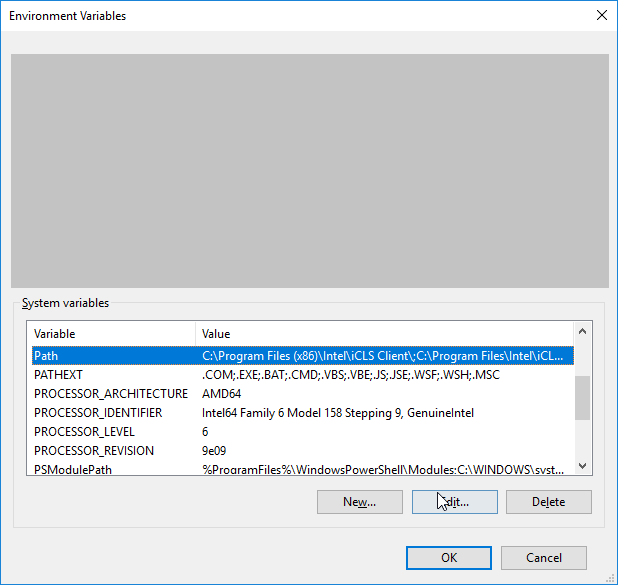 Environment Variables
System variables
Variable Value
Path C:\Program Files (x86)\Intel\iCLS Client\;C:\Program Files\Intel\iCL...
PATHEXT .COM;.EXE;.BAT;.CMD;.VBS;.VBE;.JS;.JSE;.WSF;.WSH;.MSC
PROCESSOR_ARCHITECTURE AMD64
PROCESSOR_IDENTIFIER Intel64 Family 6 Model 158 Stepping 9, GenuineIntel
PROCESSOR_LEVEL 6
PROCESSOR_REVISION 9e09
PSModulePath %ProgramFiles%\WindowsPowerShell\Modules;C:\WINDOWS\syst...
New... Edit... Delete
OK Cancel